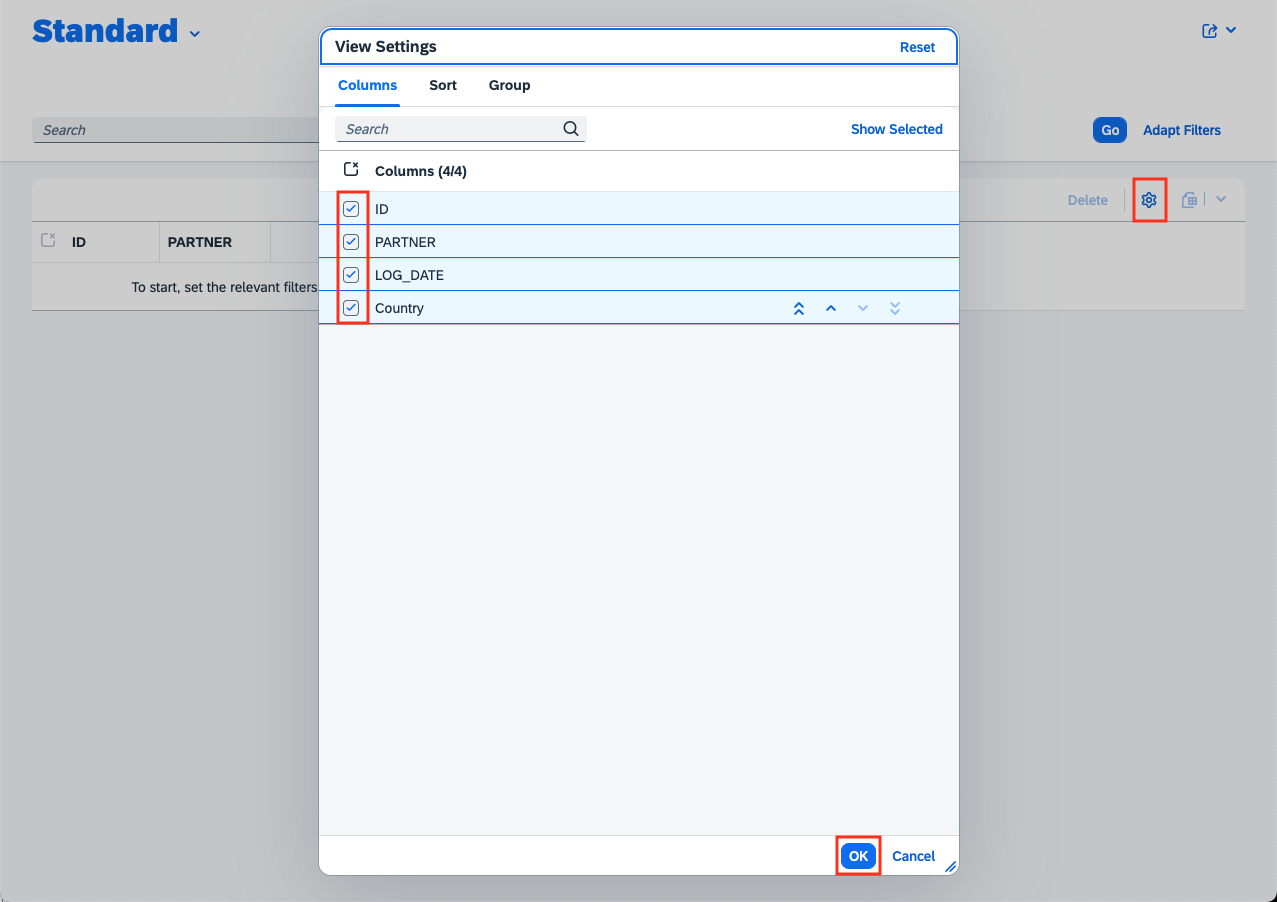 Standard
View Settings
Reset
Columns
Sort
Group
Search
Go
Adapt Filters
Search
Show Selected
Columns (4/4)
Delete
ID
ID
PARTNER
PARTNER
LOG_DATE
To start, set the relevant filters
Country
OK
Cancel